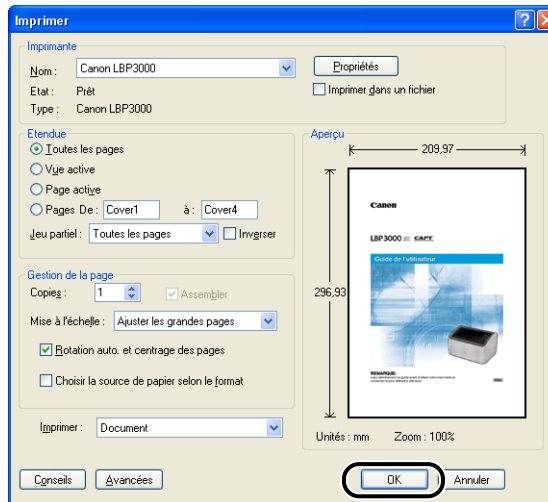 Imprimer
Imprimante
Nom :
Canon LBP3000
Propriétés
Etat :
Prêt
Imprimer dans un fichier
Type :
Canon LBP3000
Etendue
Toutes les pages
Vue active
Page active
Pages De : Cover1 à : Cover4
Jeu partiel : Toutes les pages Inverser
Gestion de la page
Copies : 1 Assembler
Mise à l'échelle : Ajuster les grandes pages
Rotation auto. et centrage des pages
Choisir la source de papier selon le format
Imprimer : Document
Aperçu
209,97
296,93
Canon
LBP3000 CAPT
Guide de l'utilisateur
REMARQUE:
Unités : mm Zoom : 100%
Conseils Avancées OK Annuler